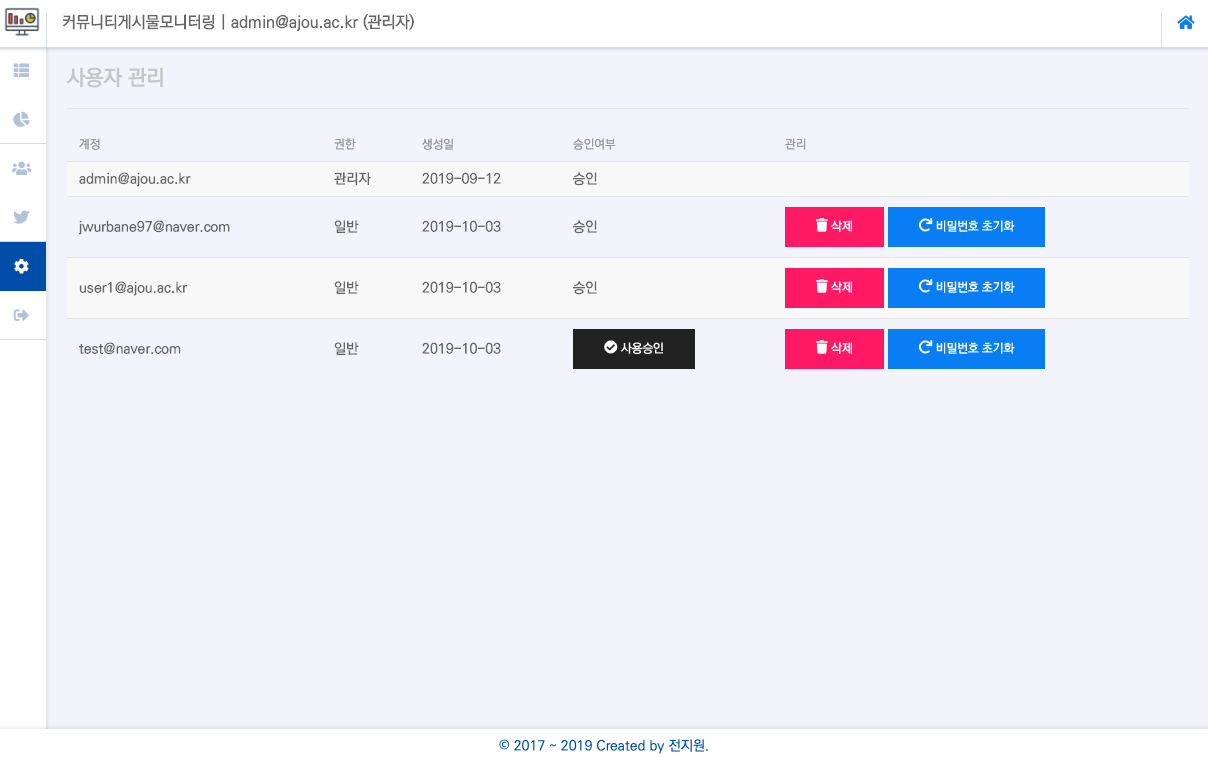 커뮤니티게시물모니터링 | admin@ajou.ac.kr (관리자)
사용자 관리
계정 권한 생성일 승인여부 관리
admin@ajou.ac.kr 관리자 2019-09-12 승인
jwurbane97@naver.com 일반 2019-10-03 승인 삭제 비밀번호 초기화
user1@ajou.ac.kr 일반 2019-10-03 승인 삭제 비밀번호 초기화
test@naver.com 일반 2019-10-03 사용승인 삭제 비밀번호 초기화
© 2017 ~ 2019 Created by 전지원.